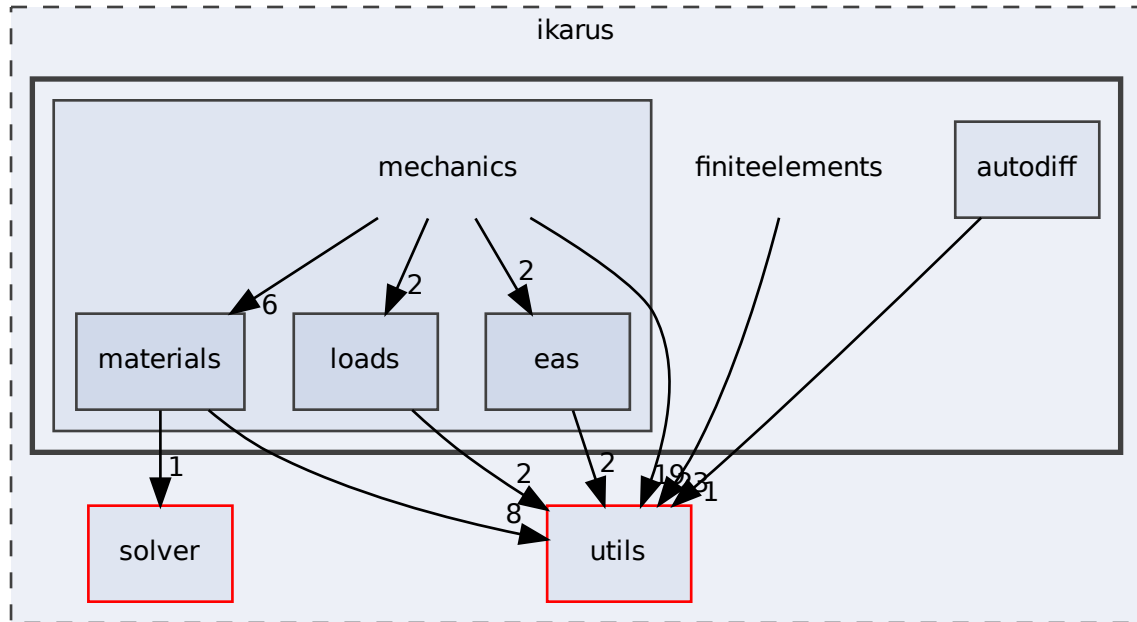 ikarus
mechanics
finiteelements
autodiff
6
2
2
materials
loads
eas
1
8
2
2
19
23
1
solver
utils